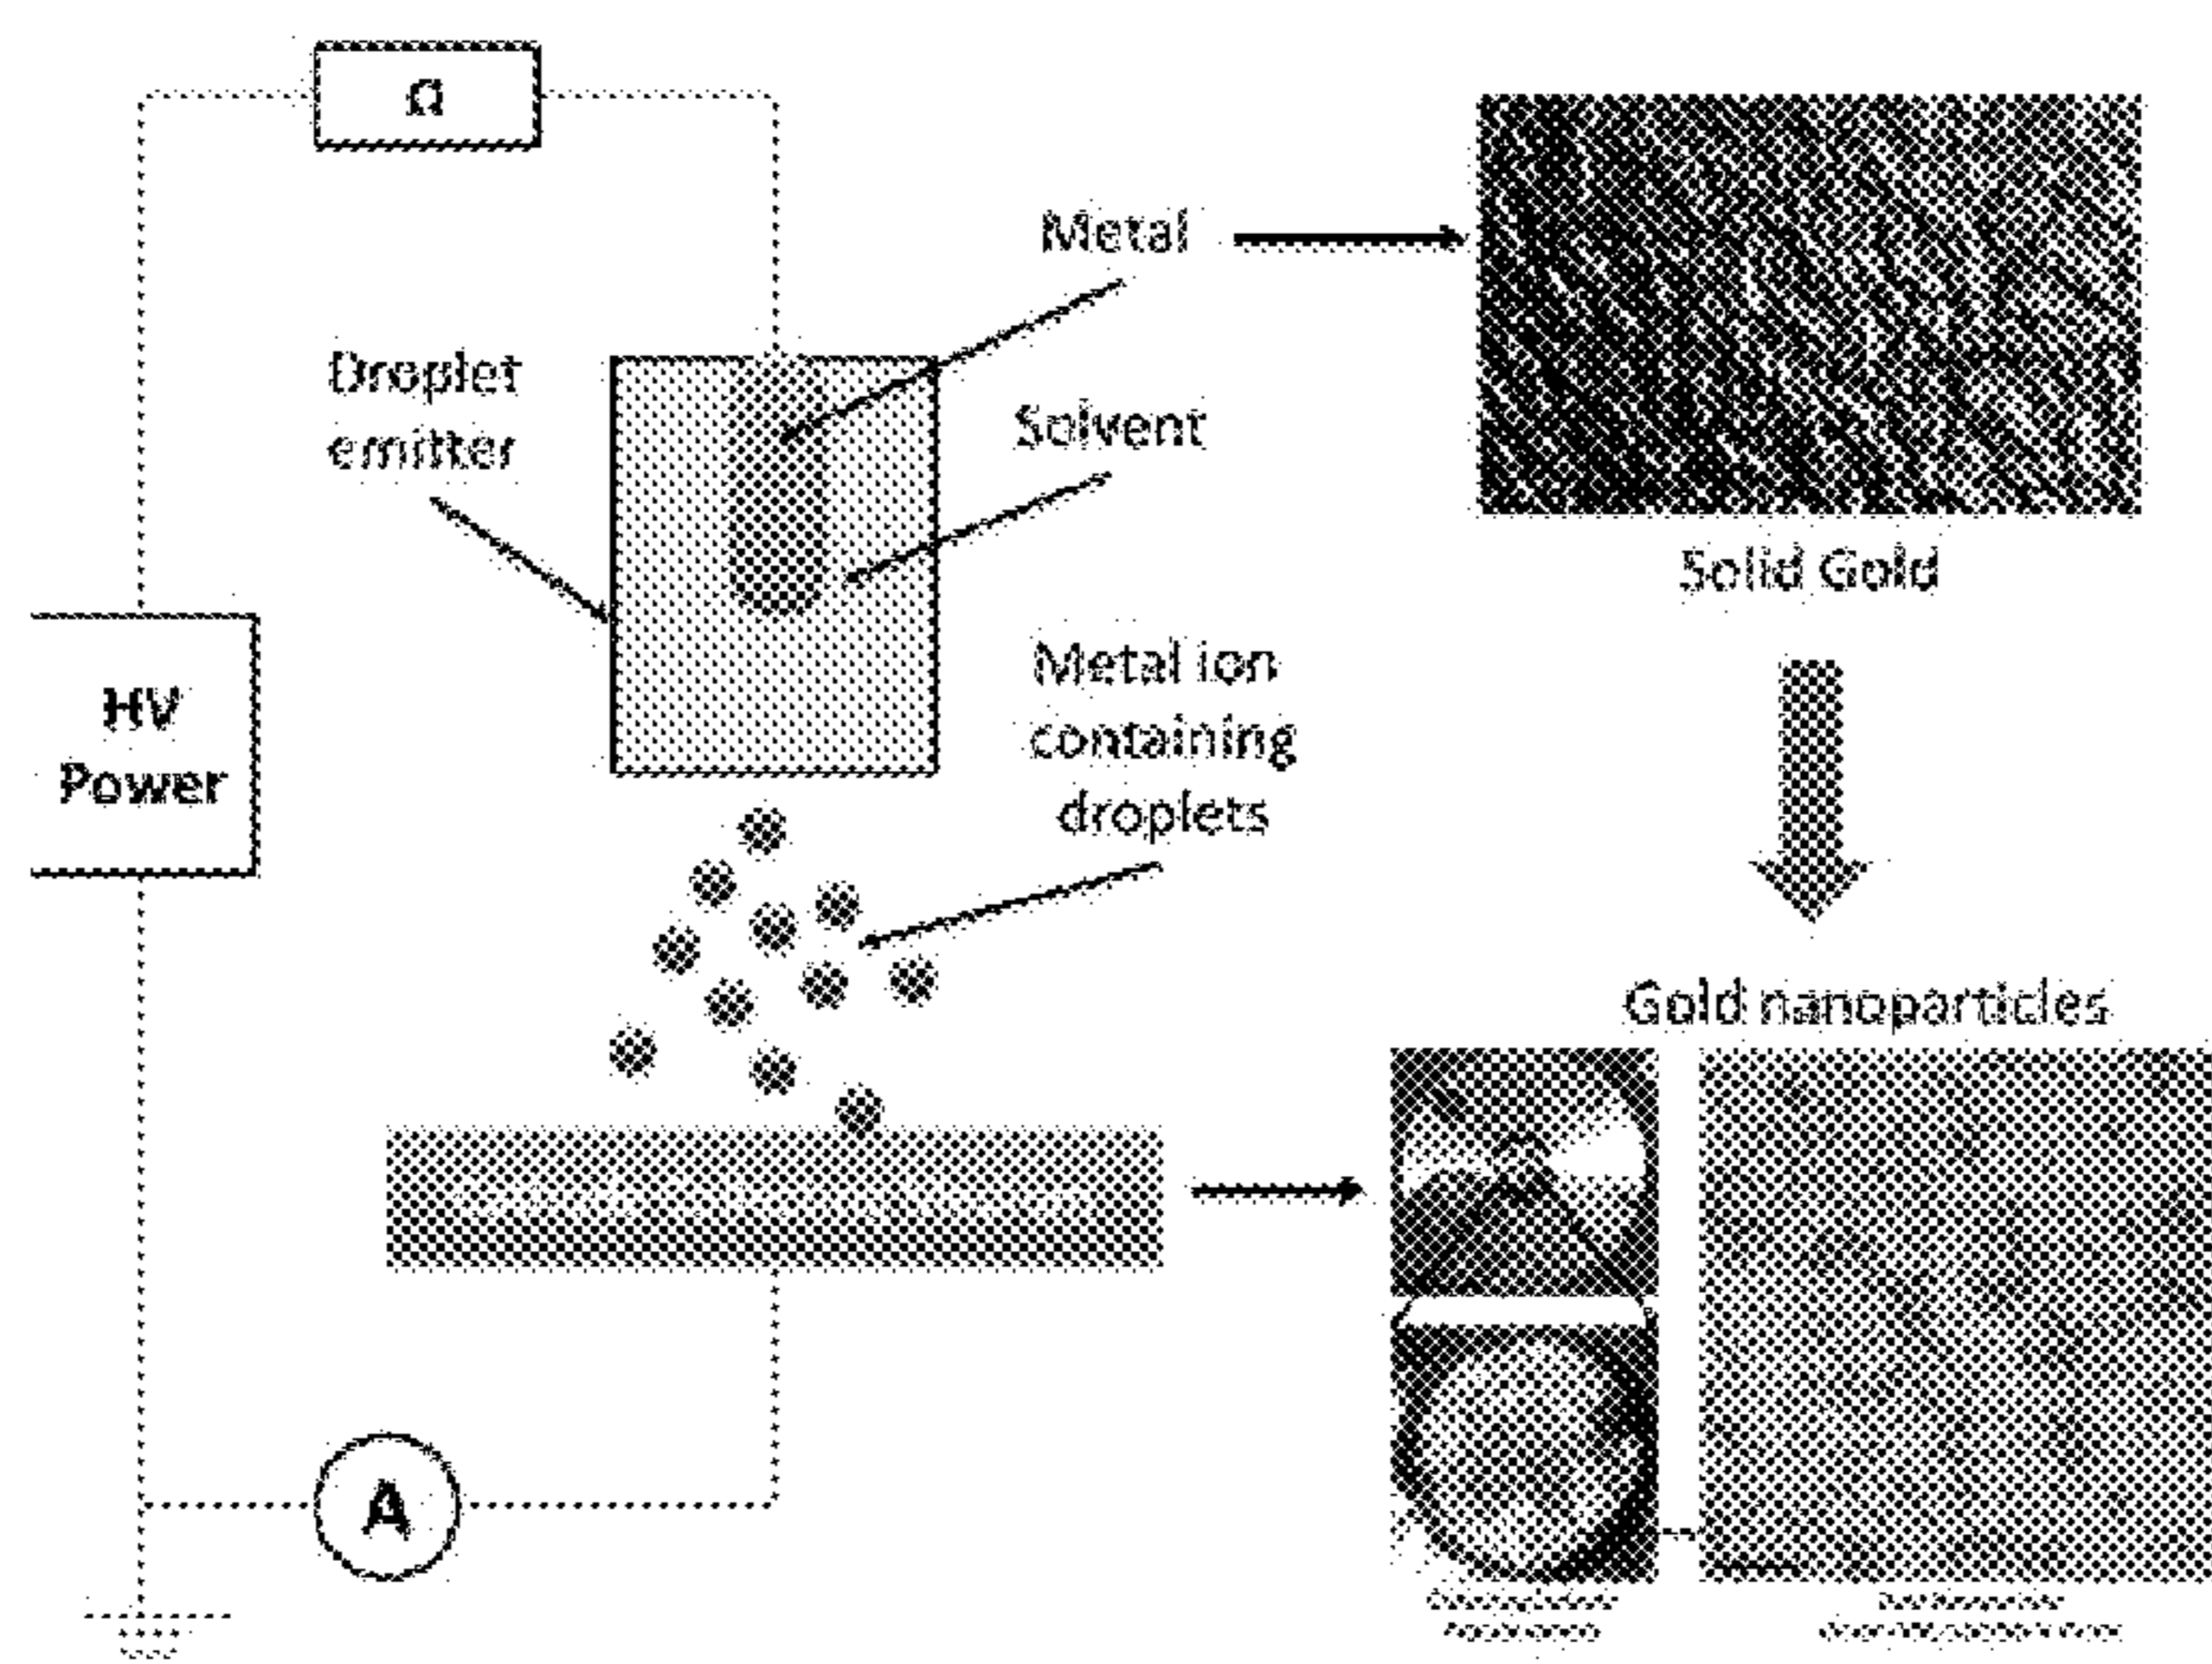 Ω
Metal
Droplet
emitter
Solvent
Solid Gold
Metal ion
containing
droplets
HV
Power
Gold nanoparticles
A